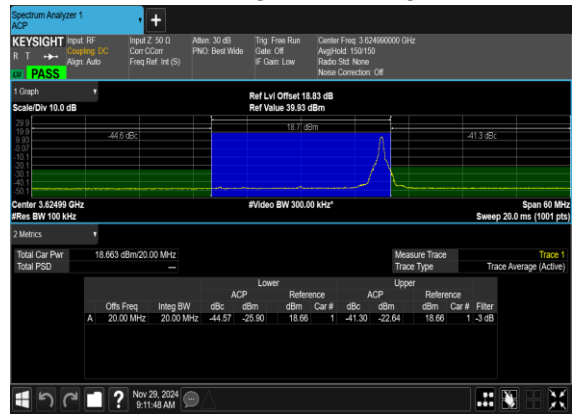 Spectrum Analyzer 1
ACP
+
KEYSIGHT Input: RF Input Z: 50 Ω Atten: 30 dB Trig: Free Run Center Freq: 3.624990000 GHz
R T Coupling: DC Corr CCorr PNO: Best Wide Gate: Off Avg|Hold: 150/150
Align: Auto Freq Ref: Int (S) IF Gain: Low Radio Std: None
LW PASS Noise Correction: Off
1 Graph
Ref Lvl Offset 18.83 dB
Scale/Div 10.0 dB Ref Value 39.93 dBm
29.9
19.9 18.7 dBm
9.93 -44.6 dBc -41.3 dBc
-0.07
-10.1
-20.1
-30.1
-40.1
-50.1
Center 3.62499 GHz #Video BW 300.00 kHz* Span 60 MHz
#Res BW 100 kHz Sweep 20.0 ms (1001 pts)
2 Metrics
Total Car Pwr 18.663 dBm/20.00 MHz Measure Trace Trace 1
Total PSD --- Trace Type Trace Average (Active)
Lower Upper
ACP Reference ACP Reference
Offs Freq Integ BW dBc dBm dBm Car # dBc dBm dBm Car # Filter
A 20.00 MHz 20.00 MHz -44.57 -25.90 18.66 1 -41.30 -22.64 18.66 1 -3 dB
? Nov 29, 2024
9:11:48 AM